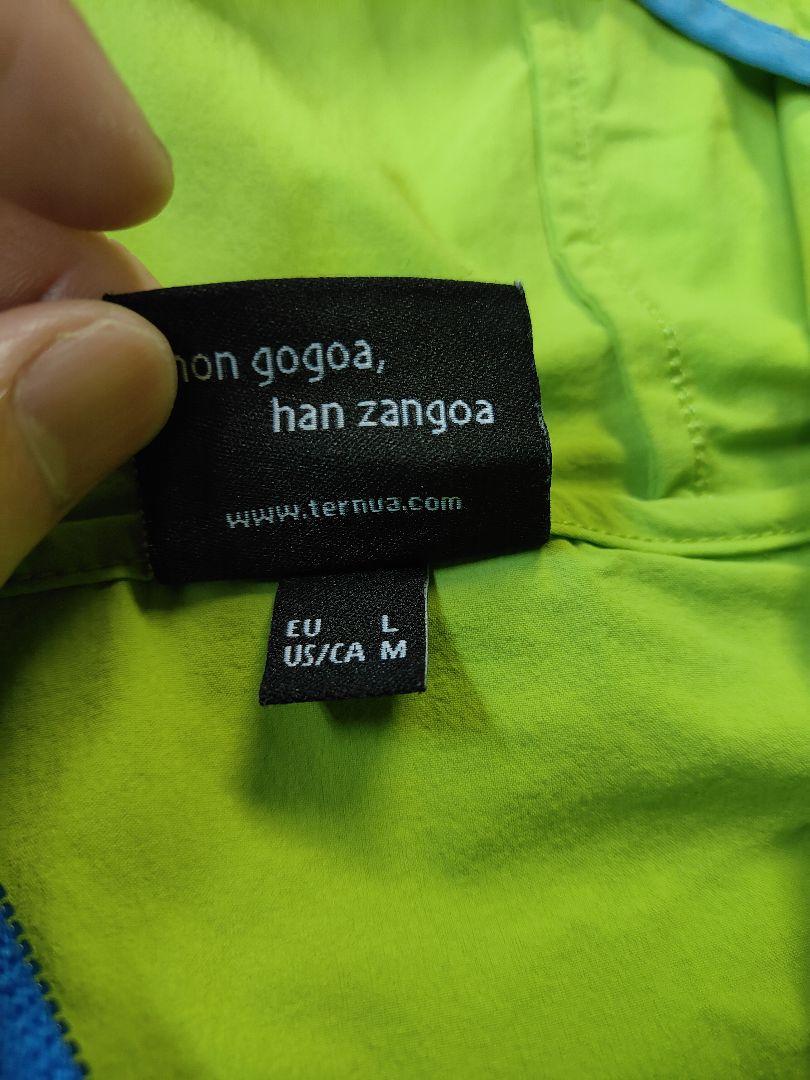 non gogoa,
han zangoa
www.ternua.com
EU L
US/CA M